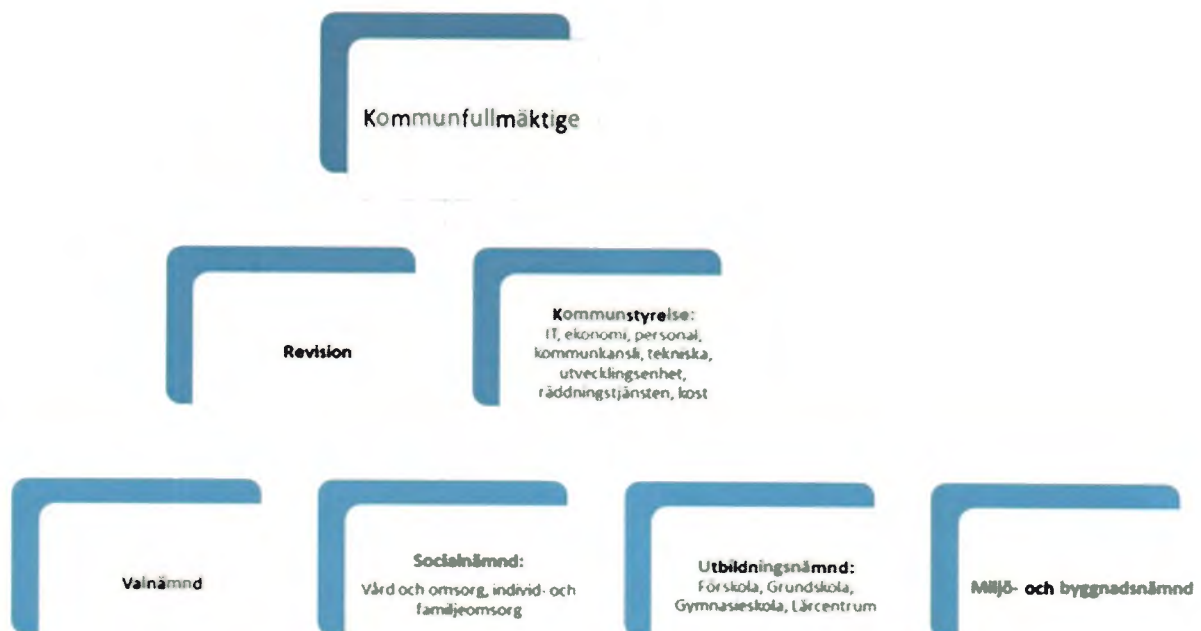 Kommunfullmäktige
Revision
Kommunstyrelse:
IT, ekonomi, personal,
kommunkansli, tekniska,
utvecklingsenhet,
räddningstjänsten, kost
Valnämnd
Socialnämnd:
Vård och omsorg, individ- och
familjeomsorg
Utbildningsnämnd:
Förskola, Grundskola,
Gymnasieskola, Lärcentrum
Miljö- och byggnadsnämnd